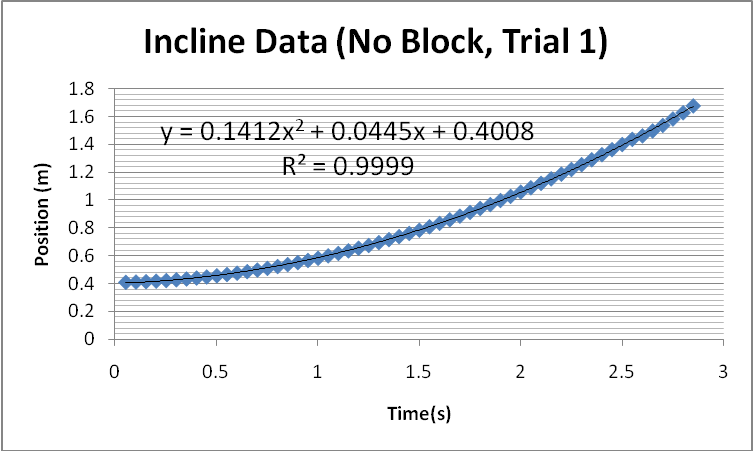 Incline Data (No Block, Trial 1)
y = 0.1412x² + 0.0445x + 0.4008
R² = 0.9999
Position (m)
1.8
1.6
1.4
1.2
1
0.8
0.6
0.4
0.2
0
0 0.5 1 1.5 2 2.5 3
Time(s)